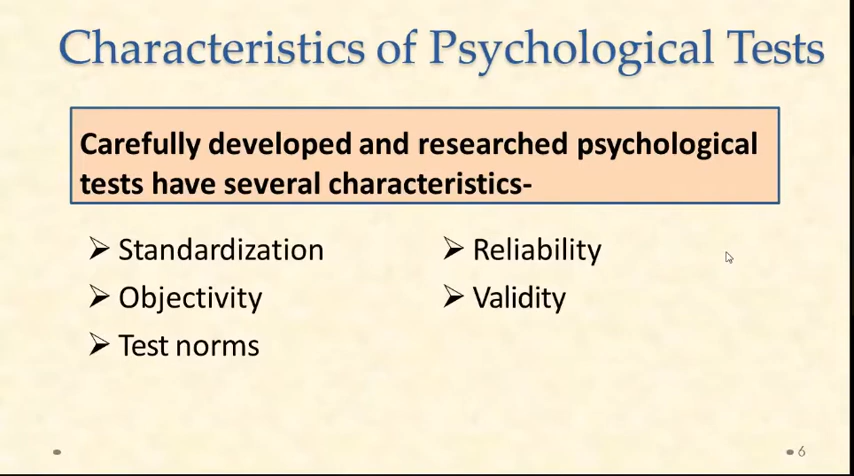 Characteristics of Psychological Tests
Carefully developed and researched psychological
tests have several characteristics-
➢ Standardization
➢ Objectivity
➢ Test norms
➢ Reliability
➢ Validity
6